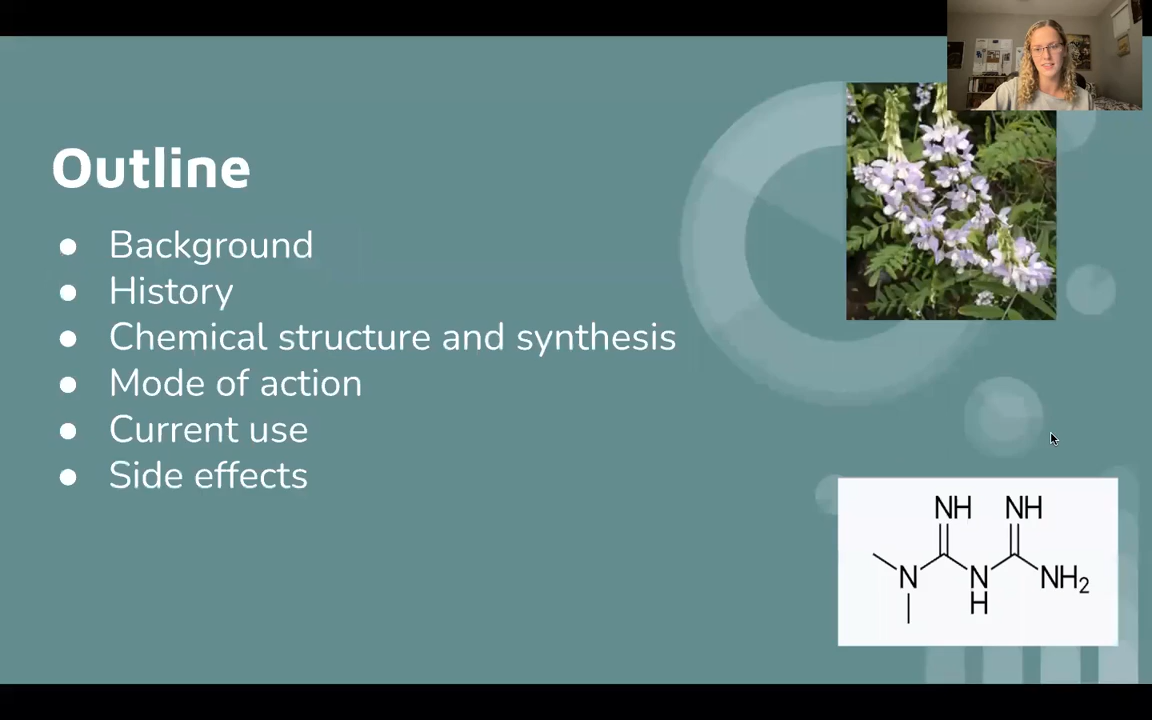 Outline
● Background
● History
● Chemical structure and synthesis
● Mode of action
● Current use
● Side effects
NH NH
N N NH₂
H